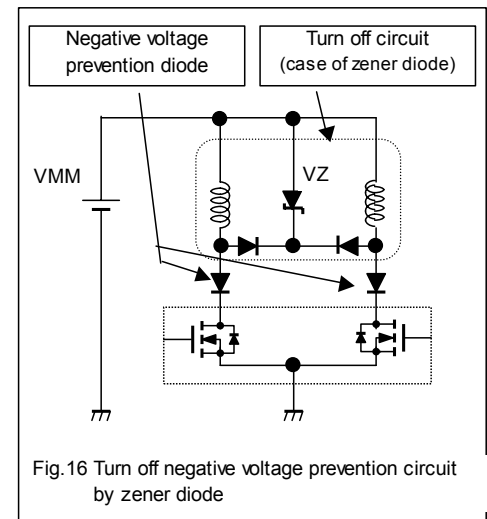 Negative voltage
prevention diode
Turn off circuit
(case of zener diode)
VMM
VZ
Fig.16 Turn off negative voltage prevention circuit
by zener diode